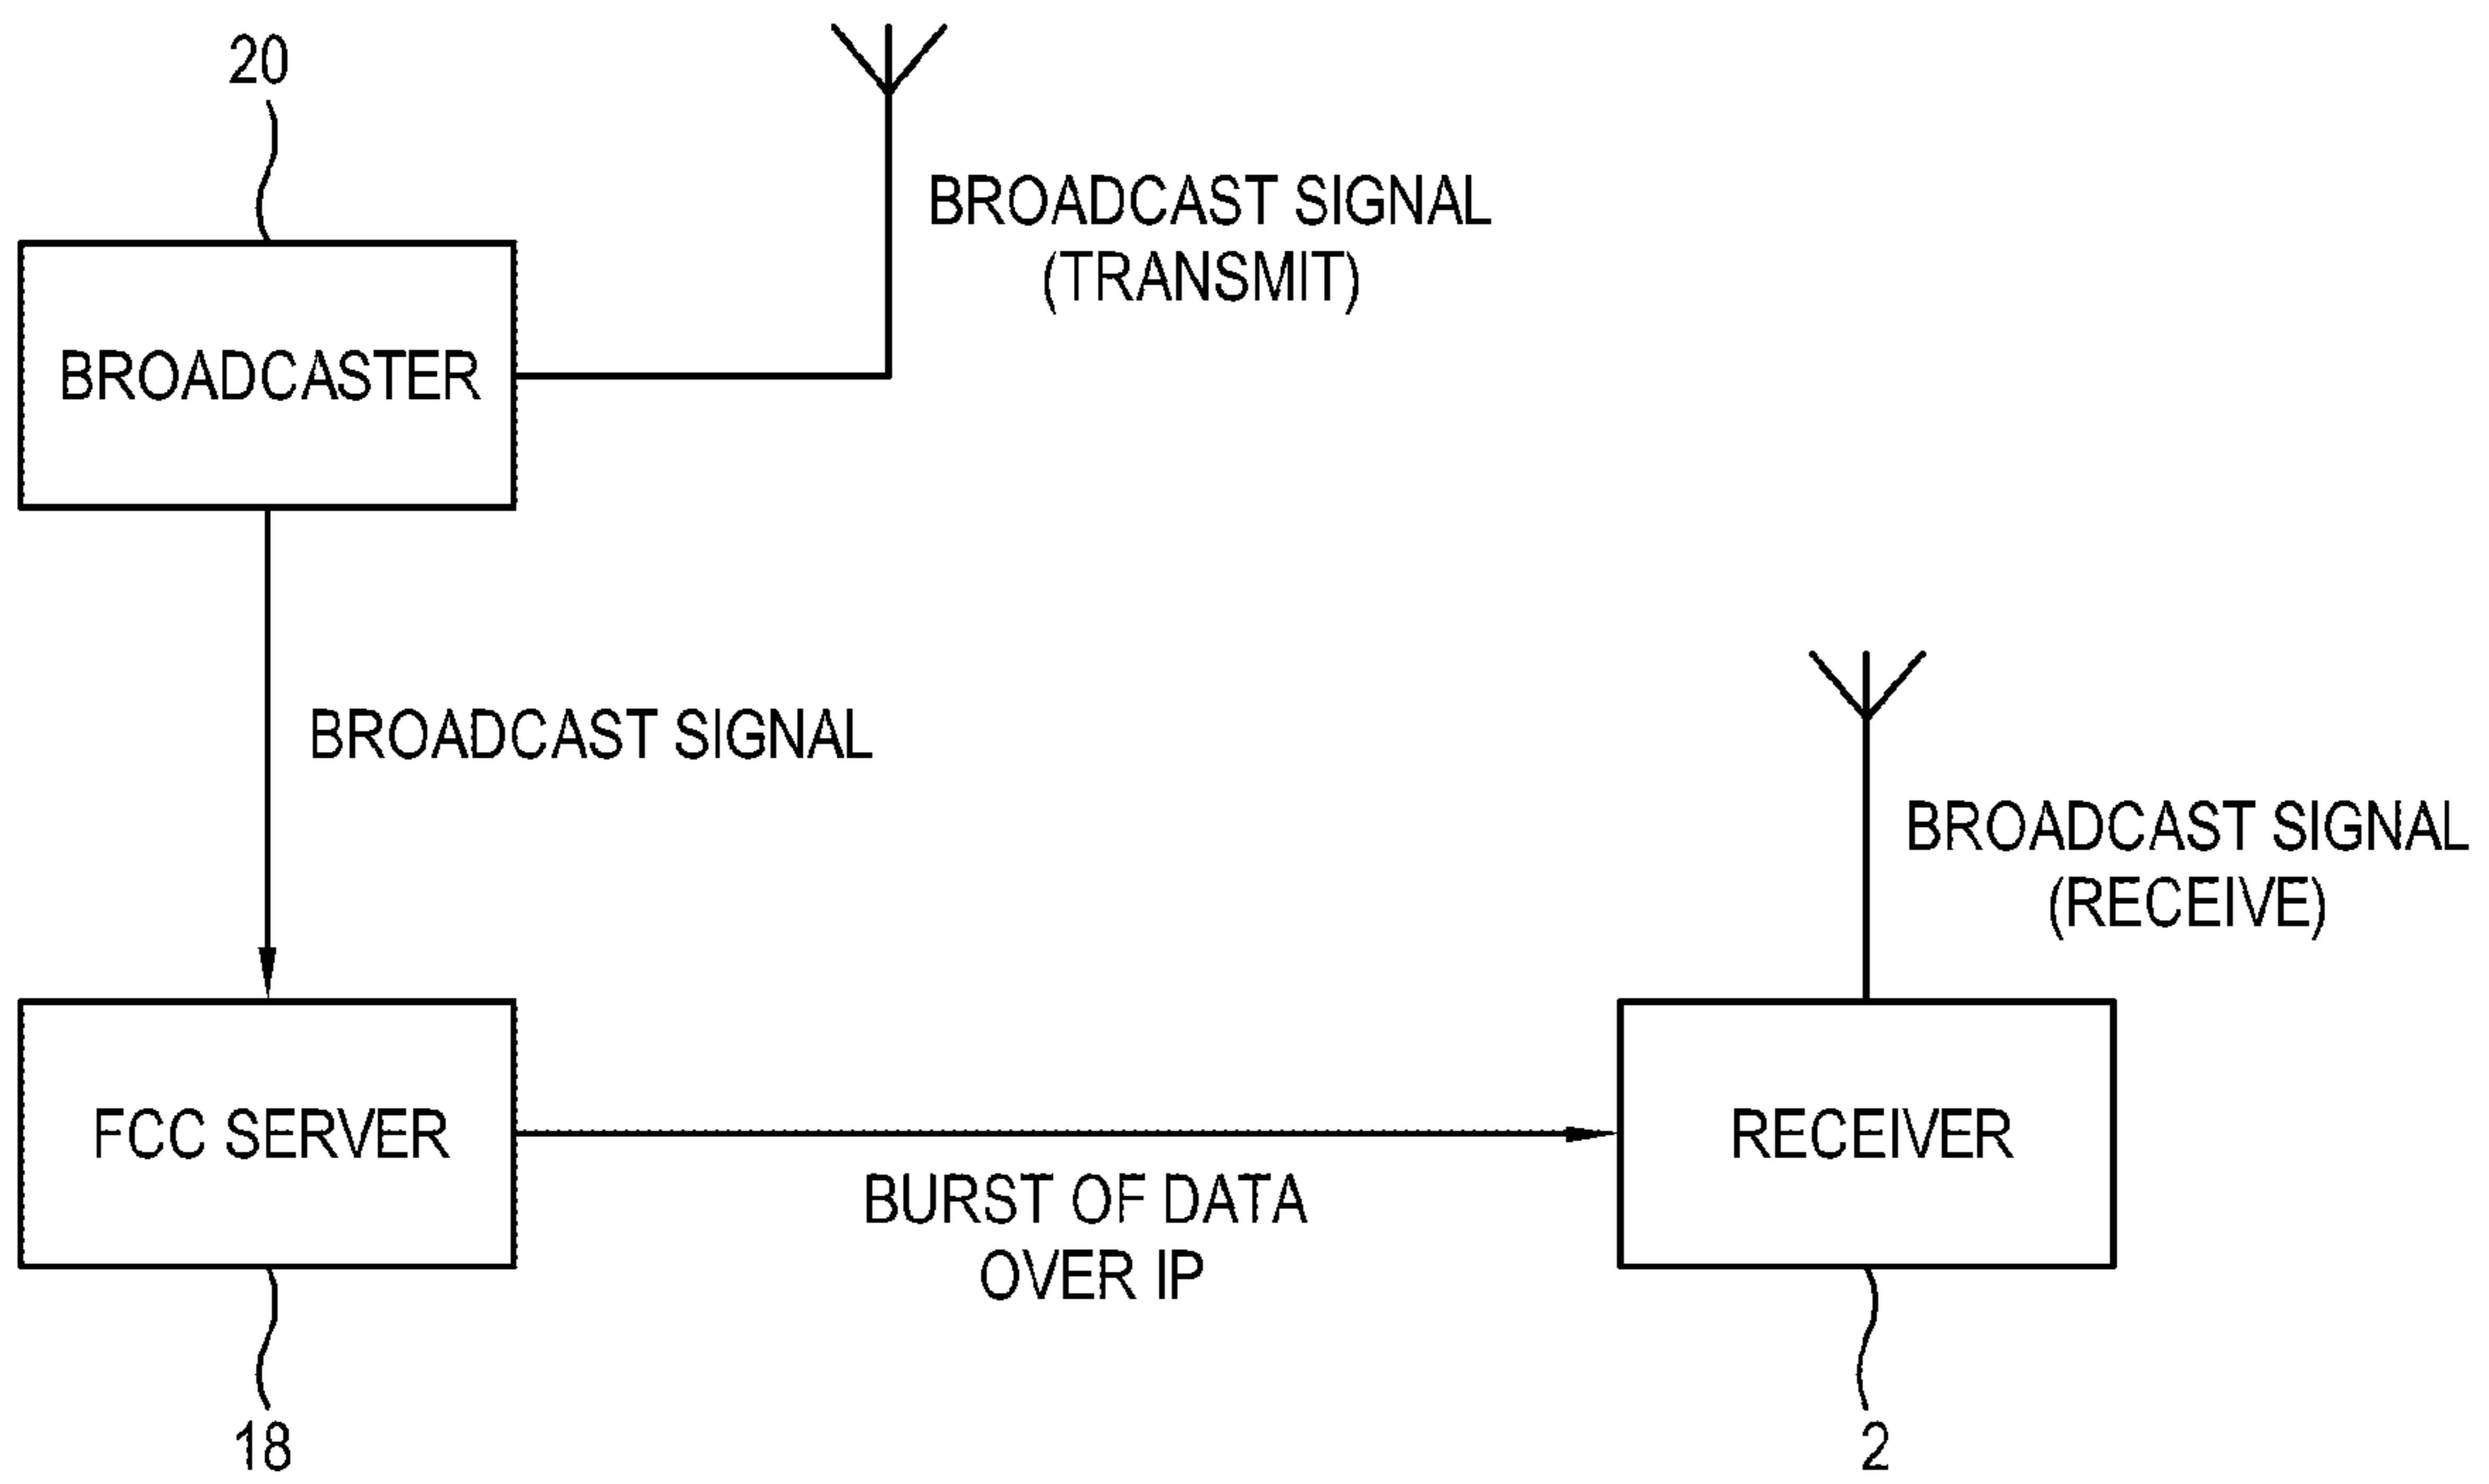 20
BROADCAST SIGNAL
(TRANSMIT)
BROADCASTER
BROADCAST SIGNAL
BROADCAST SIGNAL
(RECEIVE)
FCC SERVER
RECEIVER
BURST OF DATA
OVER IP
18
2